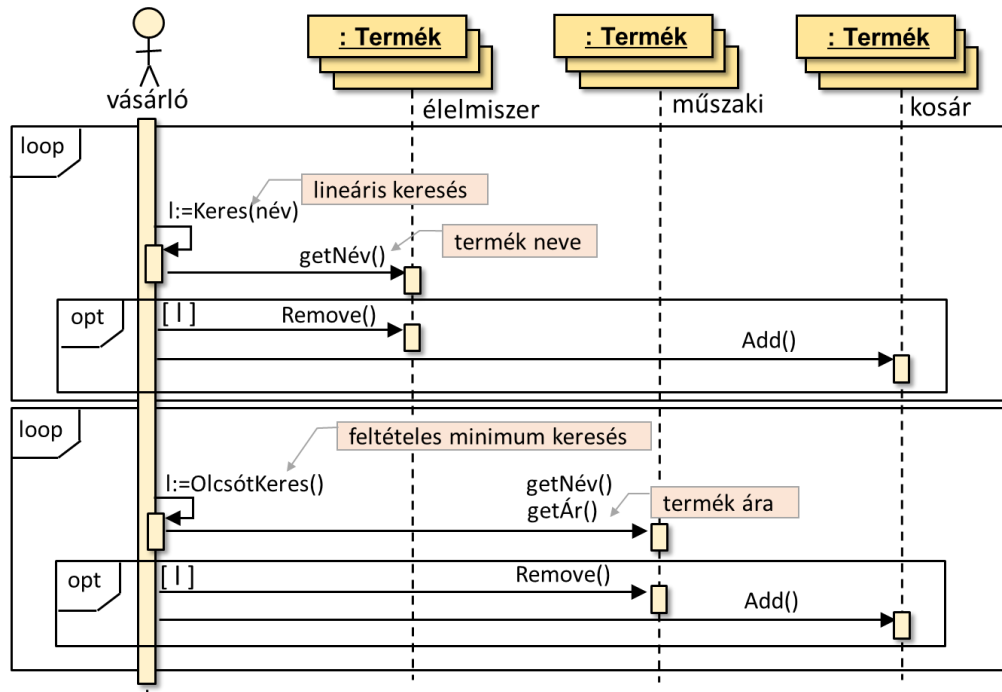 : Termék
: Termék
: Termék
vásárló
élelmiszer
műszaki
kosár
loop
lineáris keresés
l:=Keres(név)
termék neve
getNév()
opt
[ l ]
Remove()
Add()
loop
feltételes minimum keresés
l:=OlcsótKeres()
getNév()
getÁr()
termék ára
opt
[ l ]
Remove()
Add()